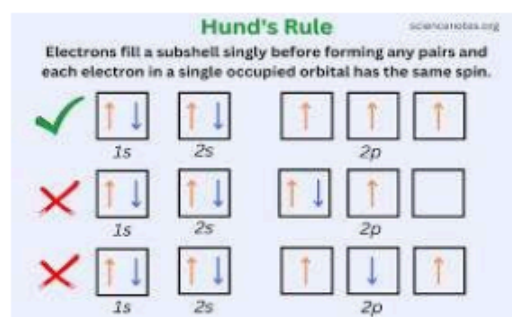 Hund's Rule
sciencenotes.org
Electrons fill a subshell singly before forming any pairs and
each electron in a single occupied orbital has the same spin.
1s 2s 2p
1s 2s 2p
1s 2s 2p